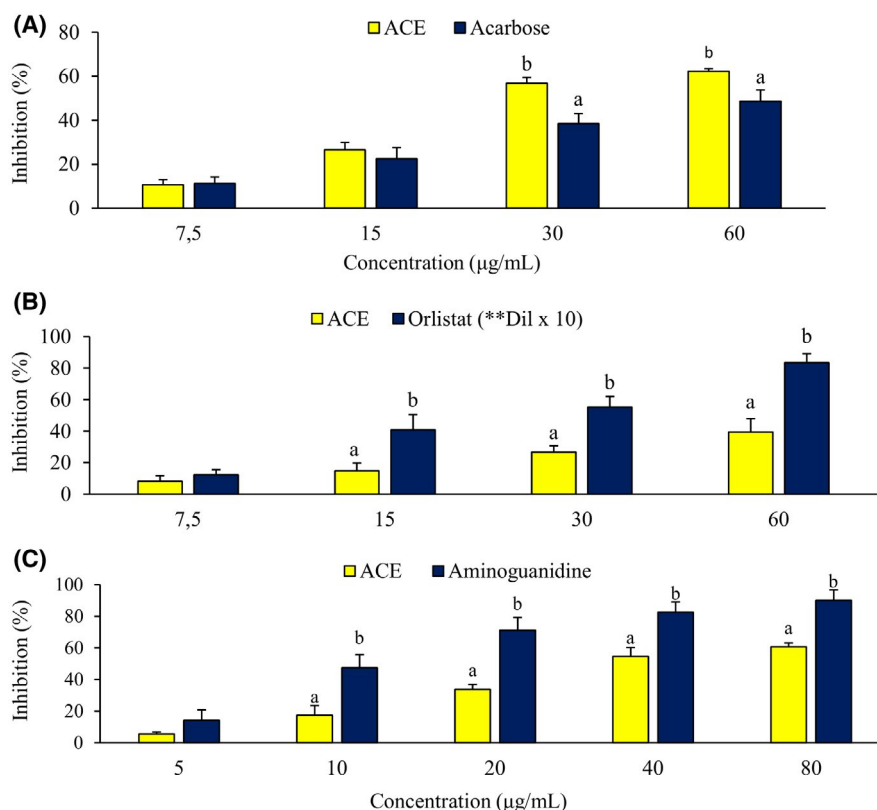 (A)
ACE Acarbose
Inhibition (%)
80
60
40
20
0
b
a
b
a
7,5 15 30 60
Concentration (µg/mL)
(B)
ACE Orlistat (**Dil x 10)
Inhibition (%)
100
80
60
40
20
0
a
b
a
b
a
b
7,5 15 30 60
(C)
ACE Aminoguanidine
Inhibition (%)
100
80
60
40
20
0
a
b
a
b
a
b
a
b
5 10 20 40 80
Concentration (µg/mL)